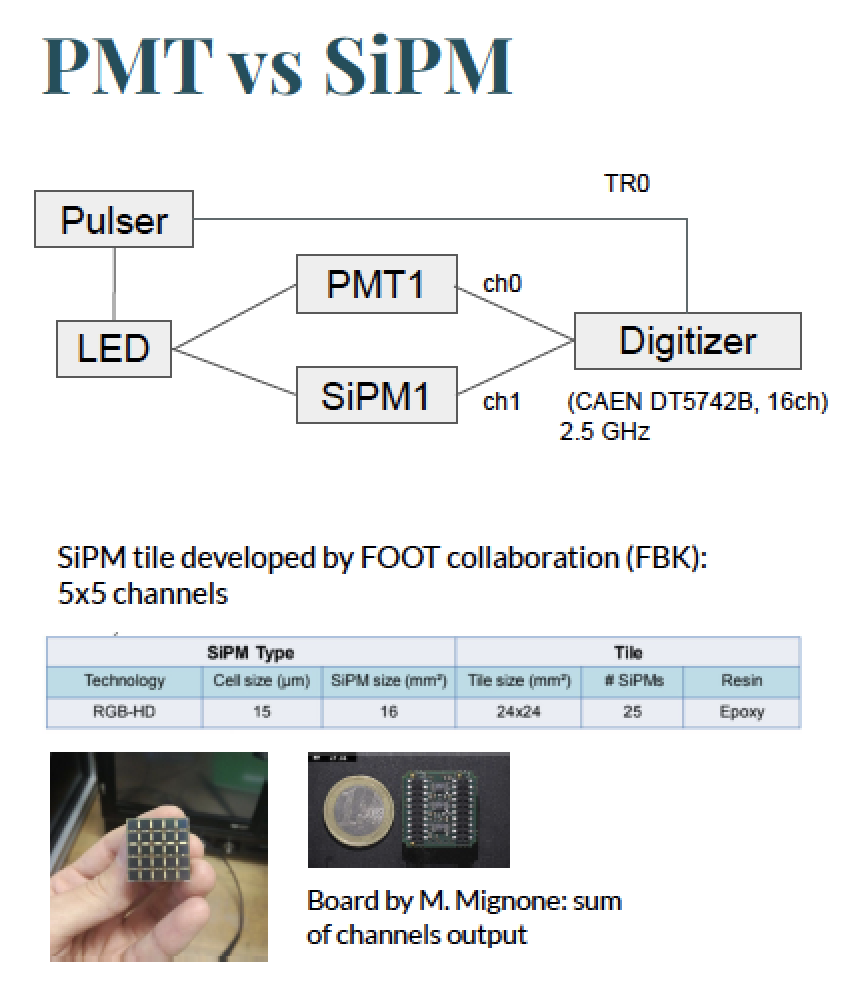 PMT vs SiPM
TR0
Pulser
PMT1
ch0
LED
Digitizer
SiPM1
ch1
(CAEN DT5742B, 16ch)
2.5 GHz
SiPM tile developed by FOOT collaboration (FBK):
5x5 channels
SiPM Type Tile
Technology Cell size (μm) SiPM size (mm²) Tile size (mm²) # SiPMs Resin
RGB-HD 15 16 24x24 25 Epoxy
Board by M. Mignone: sum
of channels output